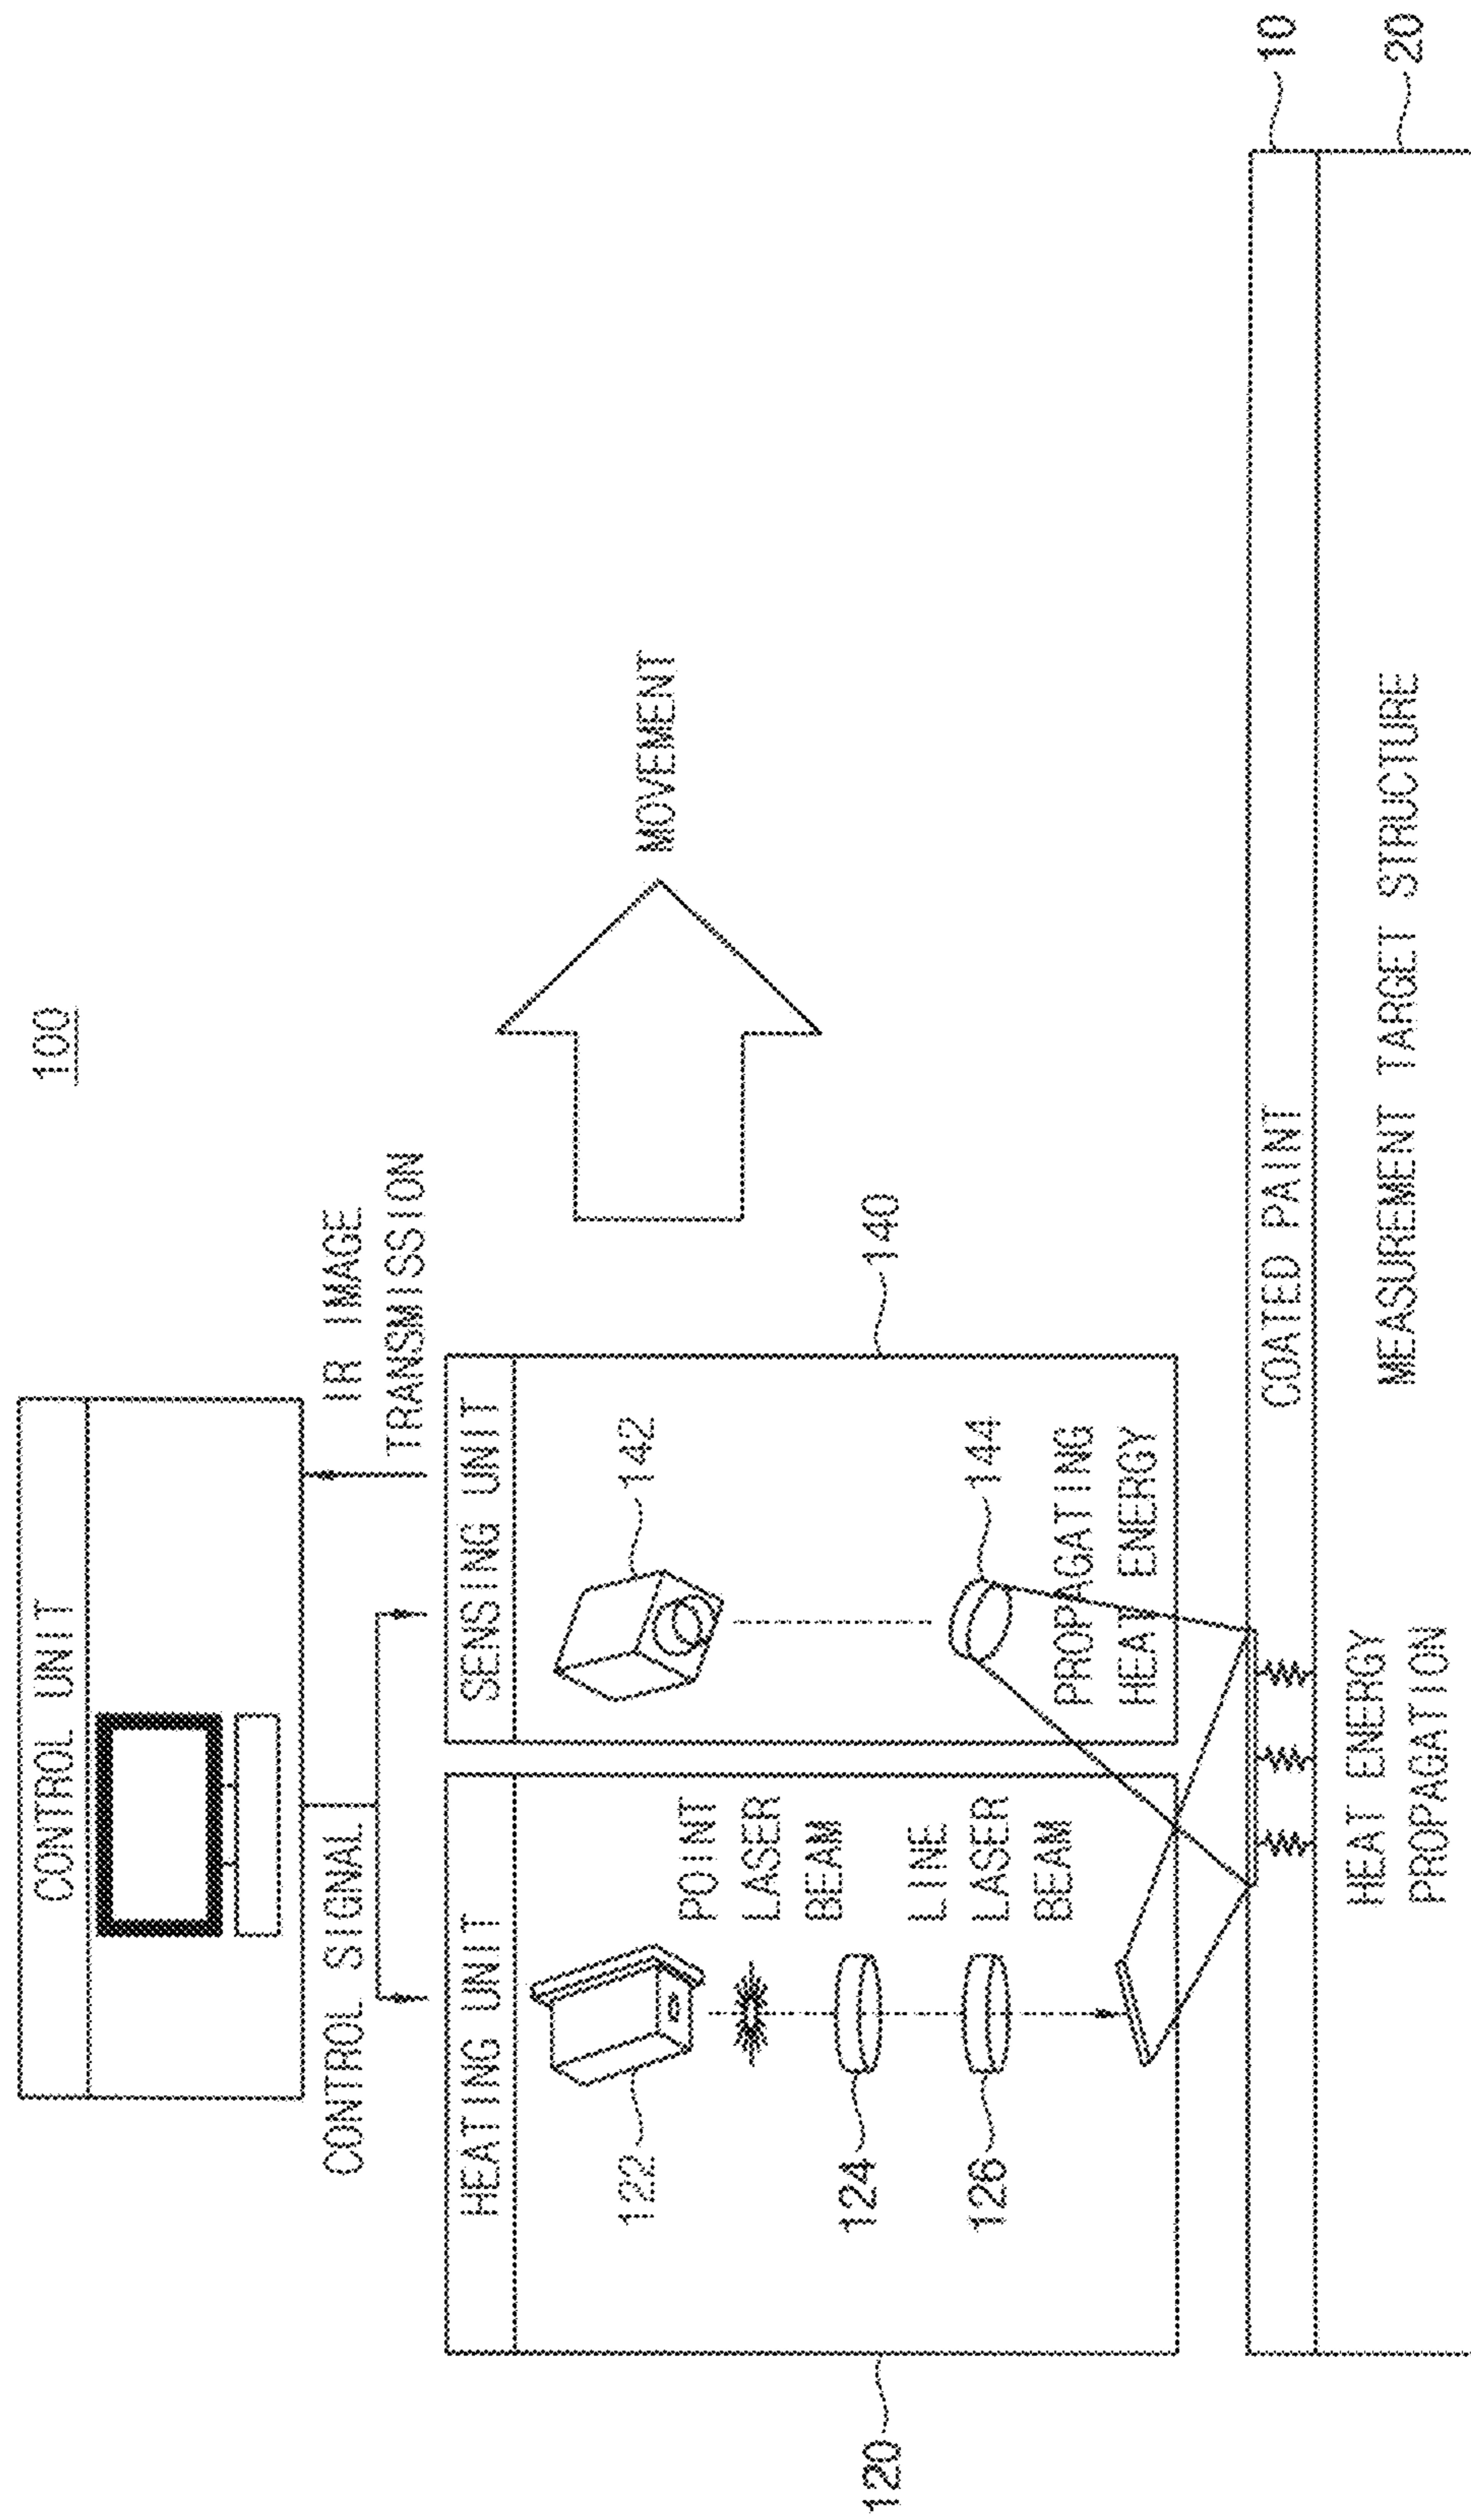 100
CONTROL UNIT
CONTROL SIGNAL
IR IMAGE
TRANSMISSION
HEATING UNIT
SENSING UNIT
122
POINT
LASER
BEAM
142
MOVEMENT
124
LINE
LASER
BEAM
126
144
120
140
PROPAGATING
HEAT ENERGY
COATED PAINT
10
HEAT ENERGY
PROPAGATION
MEASUREMENT TARGET STRUCTURE
20